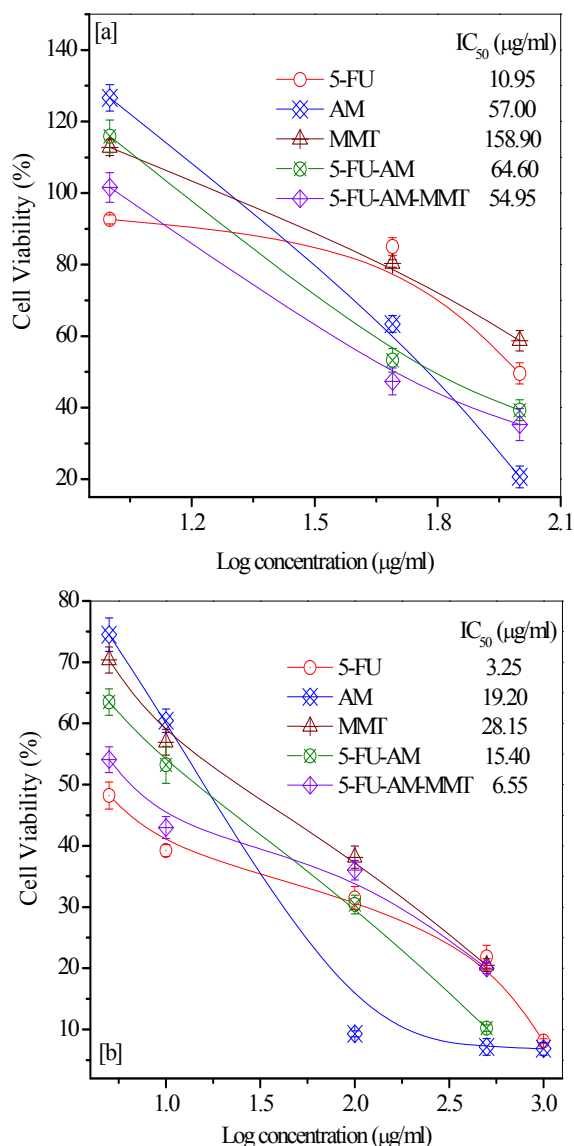 [a]
IC50 (μg/ml)
5-FU 10.95
AM 57.00
MMT 158.90
5-FU-AM 64.60
5-FU-AM-MMT 54.95
140
120
100
80
60
40
20
Cell Viability (%)
1.2 1.5 1.8 2.1
Log concentration (μg/ml)
IC50 (μg/ml)
5-FU 3.25
AM 19.20
MMT 28.15
5-FU-AM 15.40
5-FU-AM-MMT 6.55
80
70
60
50
40
30
20
10
Cell Viability (%)
[b]
1.0 1.5 2.0 2.5 3.0
Log concentration (μg/ml)